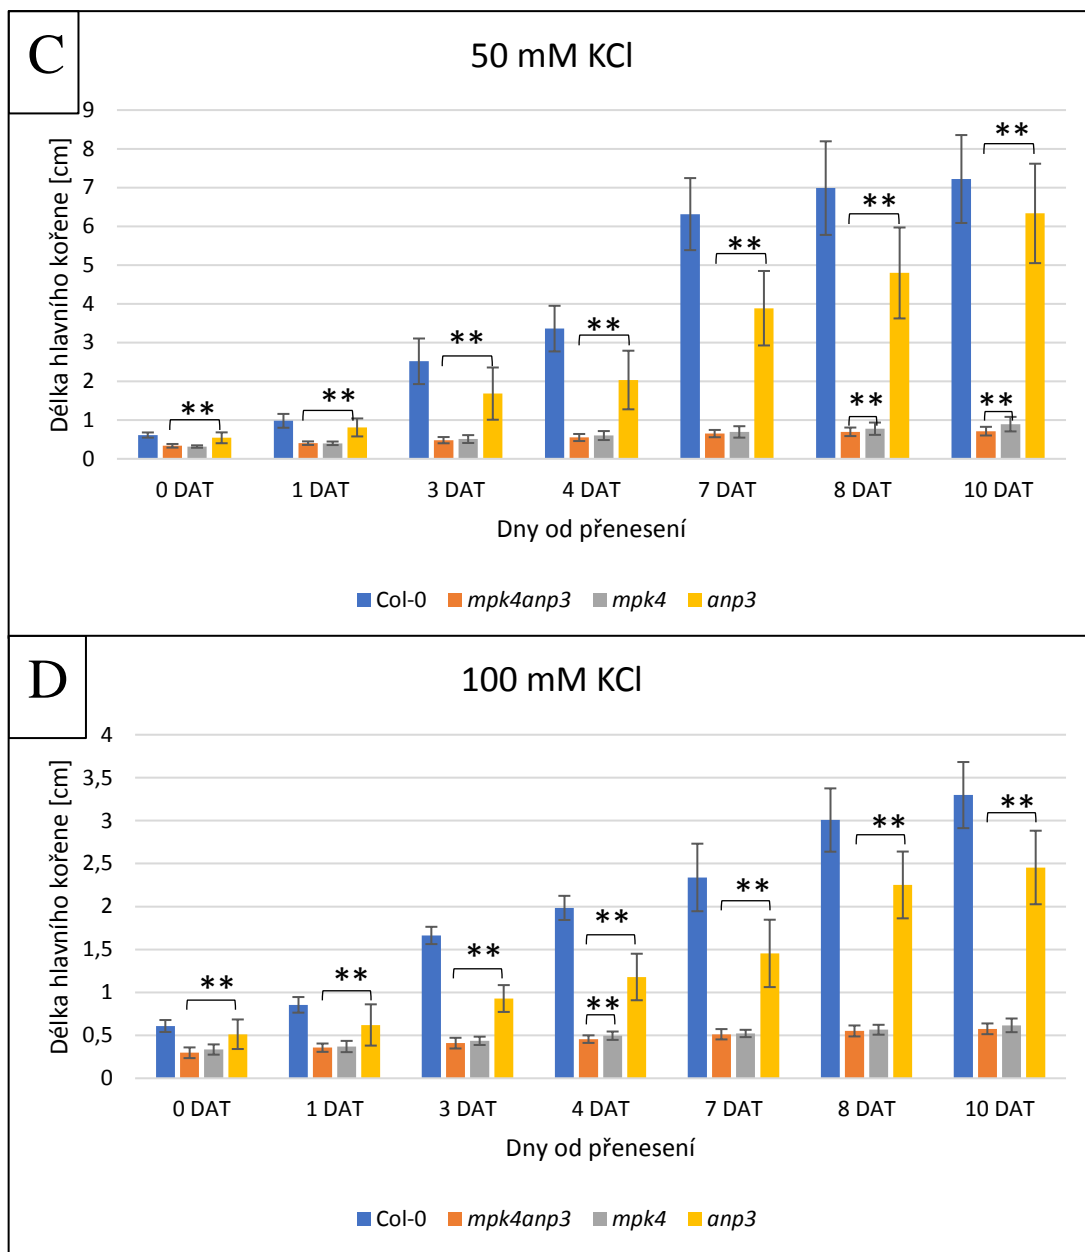 C
50 mM KCl
Délka hlavního kořene [cm]
9
8
7
6
5
4
3
2
1
0
** ** ** ** ** ** ** ** **
0 DAT 1 DAT 3 DAT 4 DAT 7 DAT 8 DAT 10 DAT
Dny od přenesení
Col-0 mpk4anp3 mpk4 anp3
D
100 mM KCl
Délka hlavního kořene [cm]
4
3,5
3
2,5
2
1,5
1
0,5
0
** ** ** ** ** ** ** **
0 DAT 1 DAT 3 DAT 4 DAT 7 DAT 8 DAT 10 DAT
Dny od přenesení
Col-0 mpk4anp3 mpk4 anp3